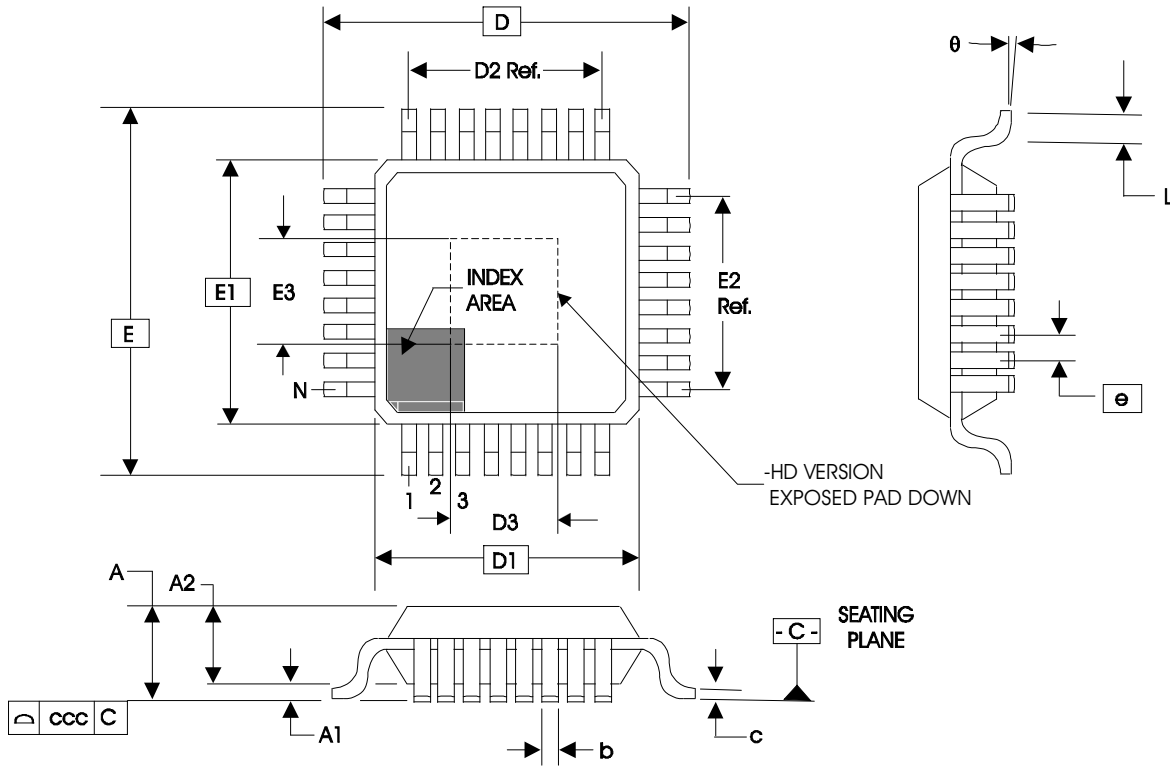 D
D2 Ref.
θ
L
E1
E3
INDEX
AREA
E2
Ref.
E
N
e
1
2
3
-HD VERSION
EXPOSED PAD DOWN
D3
D1
A
A2
- C -
SEATING
PLANE
ccc C
A1
b
c